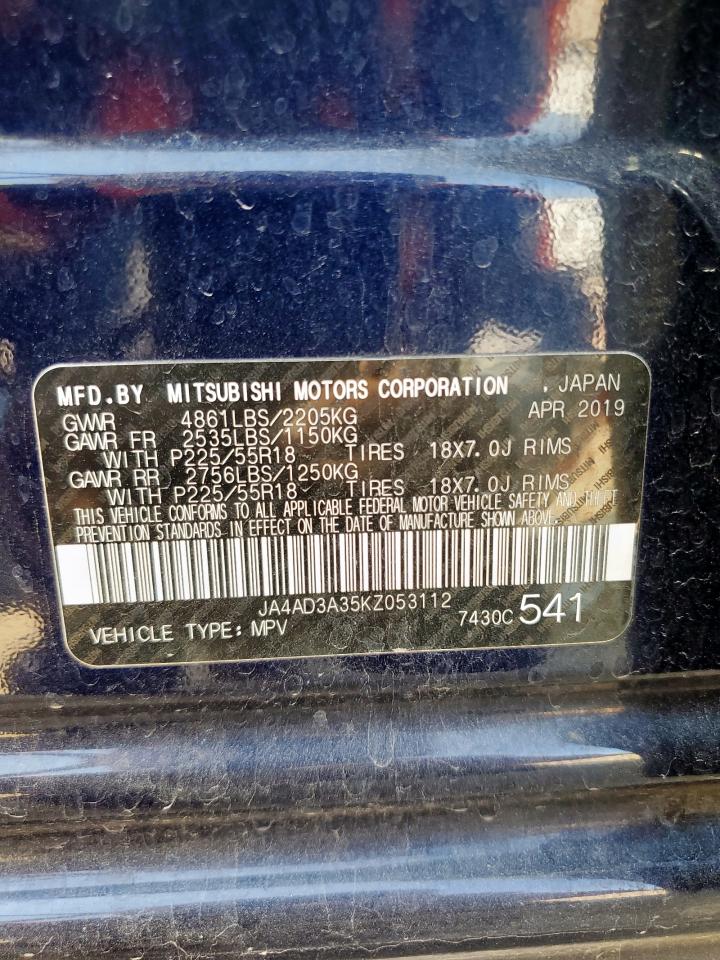 MFD.BY MITSUBISHI MOTORS CORPORATION . JAPAN
GVWR 4861LBS/2205KG APR 2019
GAWR FR 2535LBS/1150KG
WITH P225/55R18 TIRES 18X7.0J RIMS
GAWR RR 2756LBS/1250KG
WITH P225/55R18 TIRES 18X7.0J RIMS
THIS VEHICLE CONFORMS TO ALL APPLICABLE FEDERAL MOTOR VEHICLE SAFETY AND THEFT
PREVENTION STANDARDS IN EFFECT ON THE DATE OF MANUFACTURE SHOWN ABOVE.
JA4AD3A35KZ053112
VEHICLE TYPE: MPV 7430C 541